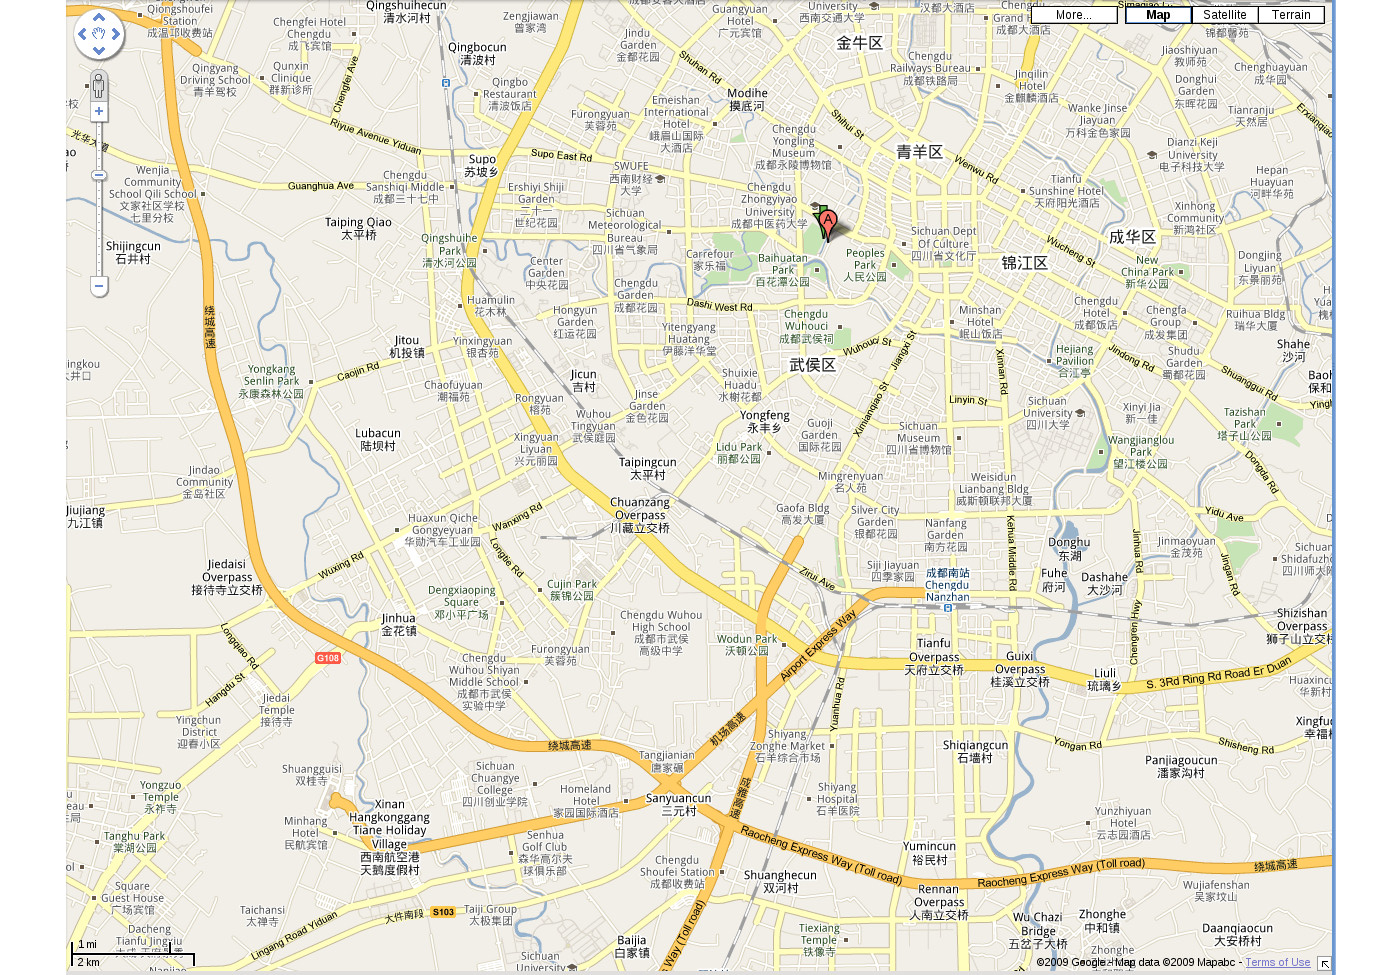 Qiongshoufei
Station
成温邛收费站
Qingshuihecun
清水河村
Chengfei Hotel
成飞宾馆
Zengjiawan
曾家湾
Jindu
Garden
金都花园
Guangyuan
Hotel
广元宾馆
University
西南交通大学
汉都大酒店
金牛区
More...
Map
Satellite
Terrain
成都大酒店
锦都馨苑
Qingbocun
清波村
Qingyang
Driving School
青羊驾校
Qunxin
Clinique
群新诊所
Chengfei Ave
Qingbo
Restaurant
清波饭店
Shuhan Rd
Modihe
摸底河
Chengdu
Railways Bureau
成都铁路局
Jinqilin
Hotel
金麒麟酒店
Jiaoshiyuan
教师苑
Donghui
Garden
东晖花园
Chenghuayuan
成华园
Tianranju
天然居
Erxianqiao
Wanke Jinse
Jiayuan
万科金色家园
Emeishan
International
Hotel
峨眉山国际
大酒店
Furongyuan
芙蓉苑
Riyue Avenue Yiduan
光华大道
Shihui St
Chengdu
Yongling
Museum
成都永陵博物馆
青羊区
Wenwu Rd
Dianzi Keji
University
电子科技大学
Supo
苏坡乡
Supo East Rd
SWUFE
西南财经
大学
Wenjia
Community
School Qili School
文家社区学校
七里分校
Guanghua Ave
Chengdu
Sanshiqi Middle
成都三十七中
Ershiyi Shiji
Garden
二十一
世纪花园
Chengdu
Zhongyiyao
University
成都中医药大学
A
Tianfu
Sunshine Hotel
天府阳光酒店
Hepan
Huayuan
河畔华苑
Xinhong
Community
新鸿社区
Taiping Qiao
太平桥
Shijingcun
石井村
Qingshuihe
Park
清水河公园
Sichuan
Meteorological
Bureau
四川省气象局
Carrefour
家乐福
Baihuatan
Park
百花潭公园
Peoples
Park
人民公园
Sichuan Dept
Of Culture
四川省文化厅
锦江区
Wucheng St
成华区
New
China Park
新华公园
Dongjing
Liyuan
东景丽苑
Center
Garden
中央花园
Chengdu
Garden
成都花园
Huamulin
花木林
Hongyun
Garden
红运花园
Dashi West Rd
Yitengyang
Huatang
伊藤洋华堂
Chengdu
Wuhouci
成都武侯祠
Wuhouci St
Jiangxi St
Minshan
Hotel
岷山饭店
Chengdu
Hotel
成都饭店
Chengfa
Group
成发集团
Ruihua Bldg
瑞华大厦
Shahe
沙河
绕城高速
Jitou
机投镇
Yinxingyuan
银杏苑
Yongkang
Senlin Park
永康森林公园
Caojin Rd
Chaofuyuan
潮福苑
Jicun
吉村
Shuixie
Huadu
水榭花都
武侯区
Ximianqiao St
Xinnan Rd
Linyin St
Hejiang
Pavilion
合江亭
Jindong Rd
Shudu
Garden
蜀都花园
Shuanggui Rd
Rongyuan
榕苑
Wuhou
Tingyuan
武侯庭园
Jinse
Garden
金色花园
Yongfeng
永丰乡
Guoji
Garden
国际花园
Sichuan
Museum
四川省博物馆
Sichuan
University
四川大学
Xinyi Jia
新一佳
Tazishan
Park
塔子山公园
Lubacun
陆坝村
Xingyuan
Liyuan
兴元丽园
Taipingcun
太平村
Lidu Park
丽都公园
Wangjianglou
Park
望江楼公园
Dongda Rd
Jindao
Community
金岛社区
Mingrenyuan
名人苑
Weisidun
Lianbang Bldg
威斯顿联邦大厦
Jiujiang
九江镇
Chuanzang
Overpass
川藏立交桥
Gaofa Bldg
高发大厦
Silver City
Garden
银都花园
Nanfang
Garden
南方花园
Yidu Ave
Huaxun Qiche
Gongyeyuan
华勋汽车工业园
Wanxing Rd
Longhe Rd
Wuxing Rd
Kehua Middle Rd
Donghu
东湖
Jinhua Rd
Jinmaoyuan
金茂苑
Jingan Rd
Jiedaisi
Overpass
接待寺立交桥
Dengxiaoping
Square
邓小平广场
Cujin Park
簇锦公园
Zirui Ave
Siji Jiayuan
四季家园
成都南站
Chengdu
Nanzhan
Fuhe
府河
Dashahe
大沙河
Chengren Hwy
Jinhua
金花镇
Chengdu Wuhou
High School
成都市武侯
高级中学
Shizishan
Overpass
狮子山立交桥
Longqiao Rd
G108
Hangdu St
Furongyuan
芙蓉苑
Wodun Park
沃顿公园
Airport Express Way
Tianfu
Overpass
天府立交桥
Guixi
Overpass
桂溪立交桥
Liuli
琉璃乡
S. 3Rd Ring Rd Road Er Duan
Chengdu
Wuhou Shiyan
Middle School
成都市武侯
实验中学
Jiedai
Temple
接待寺
Yingchun
District
迎春小区
绕城高速
机场高速
Yuanhua Rd
Shiyang
Zonghe Market
石羊综合市场
Shiqiangcun
石墙村
Yongan Rd
Shisheng Rd
Panjiagoucun
潘家沟村
Tangjianian
唐家碾
Shuangguisi
双桂寺
Yongzuo
Temple
永祚寺
Sichuan
Chuangye
College
四川创业学院
Homeland
Hotel
家园国际酒店
Sanyuancun
三元村
成雅高速
Shiyang
Hospital
石羊医院
Xinan
Hangkonggang
Tiane Holiday
Village
西南航空港
天鹅度假村
Minhang
Hotel
民航宾馆
Tanghu Park
棠湖公园
Senhua
Golf Club
森华高尔夫
球俱乐部
Raocheng Express Way (Toll road)
Yumincun
裕民村
Yunzhiyuan
Hotel
云志园酒店
Raocheng Express Way (Toll road)
绕城高速
Chengdu
Shoufei Station
成都收费站
Shuanghecun
双河村
Rennan
Overpass
人南立交桥
Wujiafenshan
吴家坟山
Square
Guest House
广场宾馆
Taichansi
太禅寺
Lingang Road Yiduan
大件南段
S103
Taiji Group
太极集团
Wu Chazi
Bridge
五岔子大桥
Zhonghe
中和镇
Daanqiaocun
大安桥村
Dacheng
Tianfu Jingxiu
Baijia
白家镇
Tiexiang
Temple
铁像寺
Zhonghe
1 mi
2 km
Nanjiao
Sichuan
University
Way (Toll road)
©2009 Google - Map data ©2009 Mapabc - Terms of Use